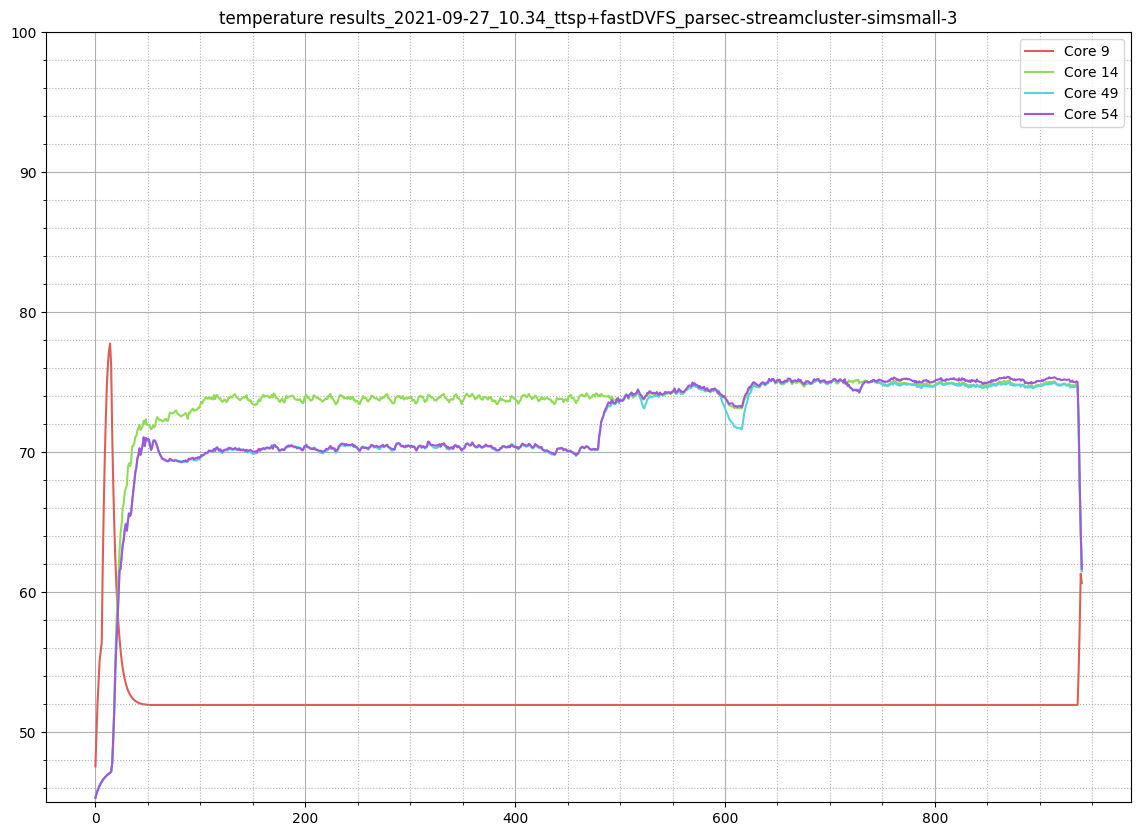 temperature results_2021-09-27_10.34_ttsp+fastDVFS_parsec-streamcluster-simsmall-3
100
90
80
70
60
50
0
200
400
600
800
Core 9
Core 14
Core 49
Core 54